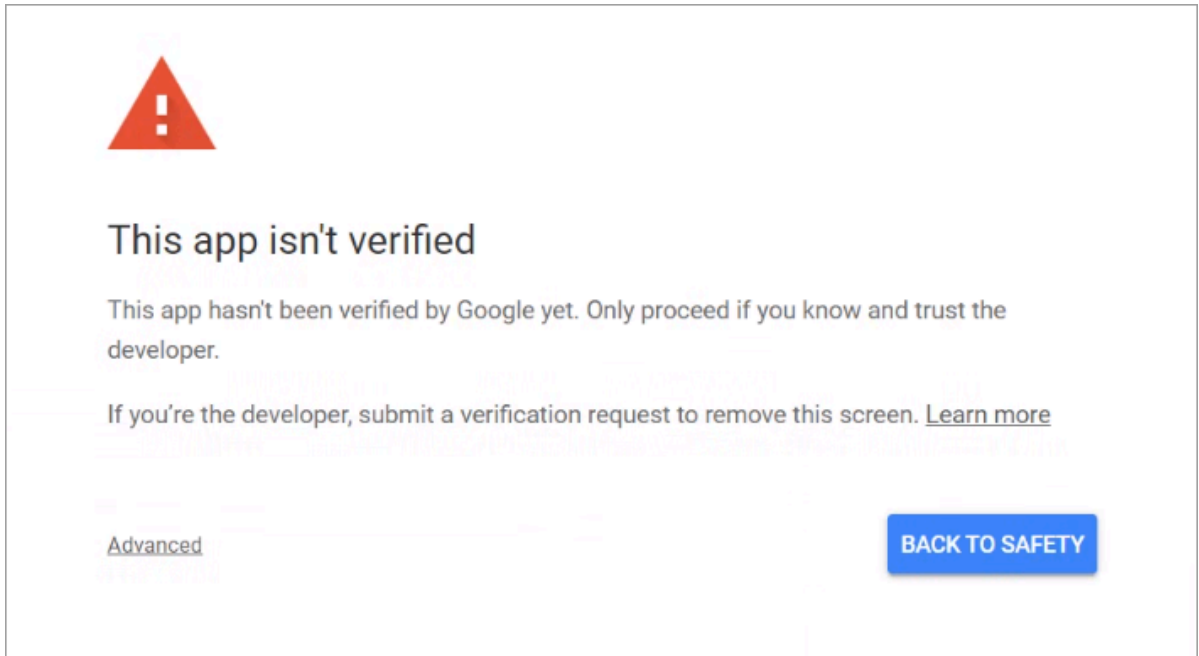 This app isn't verified
This app hasn't been verified by Google yet. Only proceed if you know and trust the
developer.
If you’re the developer, submit a verification request to remove this screen. Learn more
Advanced
BACK TO SAFETY